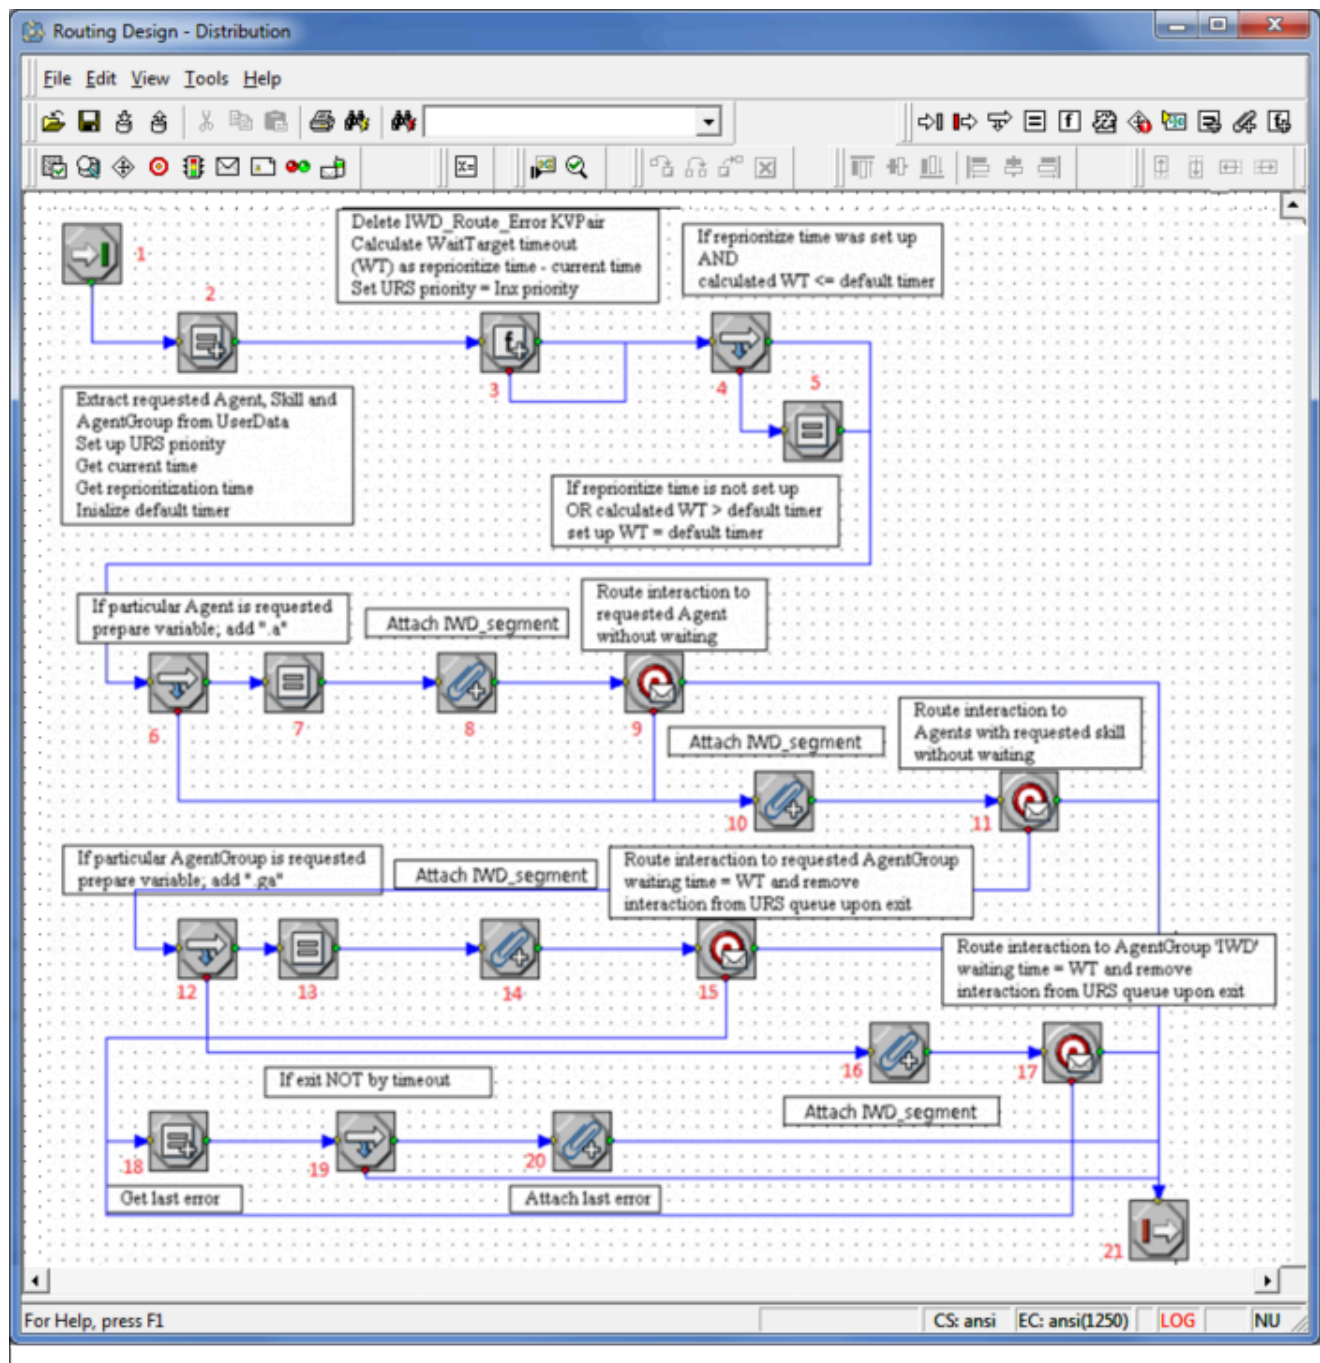 Routing Design - Distribution
File Edit View Tools Help
1
2
Delete IWD_Route_Error KVPair
Calculate WaitTarget timeout
(WT) as reprioritize time - current time
Set URS priority = Inx priority
If reprioritize time was set up
AND
calculated WT <= default timer
3
4
5
Extract requested Agent, Skill and
AgentGroup from UserData
Set up URS priority
Get current time
Get reprioritization time
Inialize default timer
If reprioritize time is not set up
OR calculated WT > default timer
set up WT = default timer
If particular Agent is requested
prepare variable; add ".a"
Attach IWD_segment
Route interaction to
requested Agent
without waiting
6
7
8
9
Attach IWD_segment
Route interaction to
Agents with requested skill
without waiting
10
11
If particular AgentGroup is requested
prepare variable; add ".ga"
Attach IWD_segment
Route interaction to requested AgentGroup
waiting time = WT and remove
interaction from URS queue upon exit
12
13
14
15
Route interaction to AgentGroup 'IWD'
waiting time = WT and remove
interaction from URS queue upon exit
16
17
If exit NOT by timeout
Attach IWD_segment
18
19
20
Get last error
Attach last error
21
For Help, press F1
CS: ansi EC: ansi(1250) LOG NU